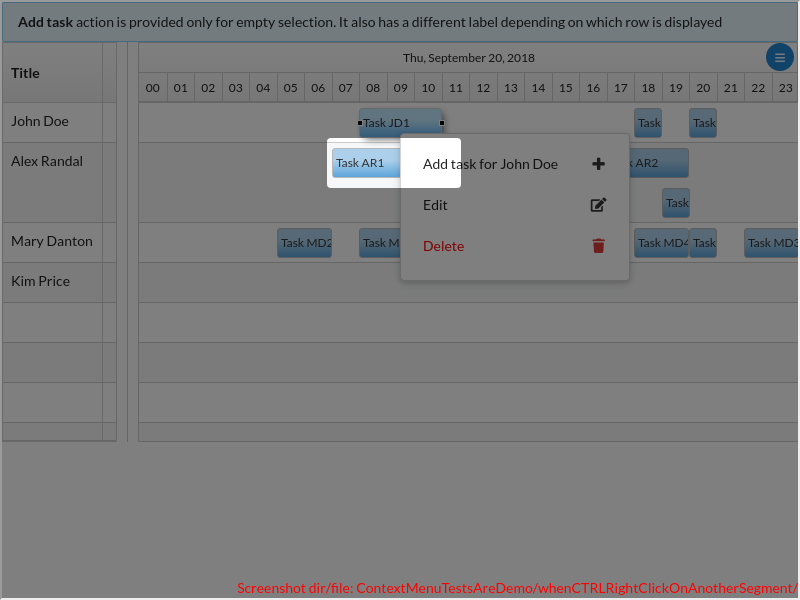 Add task action is provided only for empty selection. It also has a different label depending on which row is displayed
Title
Thu, September 20, 2018
00 01 02 03 04 05 06 07 08 09 10 11 12 13 14 15 16 17 18 19 20 21 22 23
John Doe
Task JD1
Task
Task
Alex Randal
Task AR1
AR2
Task
Add task for John Doe
Edit
Delete
Mary Danton
Task MD2
Task M
Task MD4
Task
Task MD3
Kim Price
Screenshot dir/file: ContextMenuTestsAreDemo/whenCTRLRightClickOnAnotherSegment/